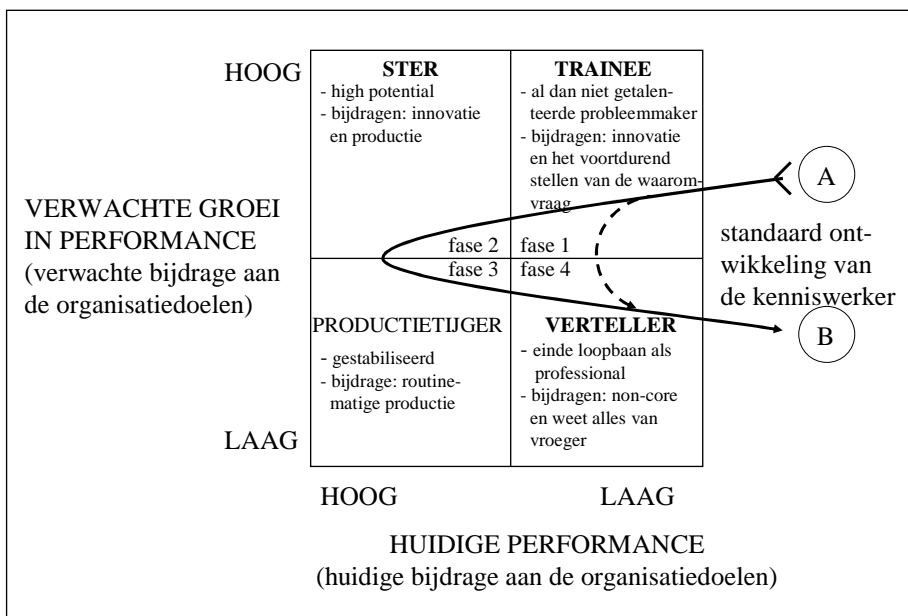 HOOG
STER
- high potential
- bijdragen: innovatie
en productie
TRAINEE
- al dan niet getalen-
teerde probleemmaker
- bijdragen: innovatie
en het voortdurend
stellen van de waarom-
vraag
A
VERWACHTE GROEI
IN PERFORMANCE
(verwachte bijdrage aan
de organisatiedoelen)
fase 2
fase 1
fase 3
fase 4
standaard ont-
wikkeling van
de kenniswerker
B
PRODUCTIETIJGER
- gestabiliseerd
- bijdrage: routine-
matige productie
VERTELLER
- einde loopbaan als
professional
- bijdragen: non-core
en weet alles van
vroeger
LAAG
HOOG
LAAG
HUIDIGE PERFORMANCE
(huidige bijdrage aan de organisatiedoelen)